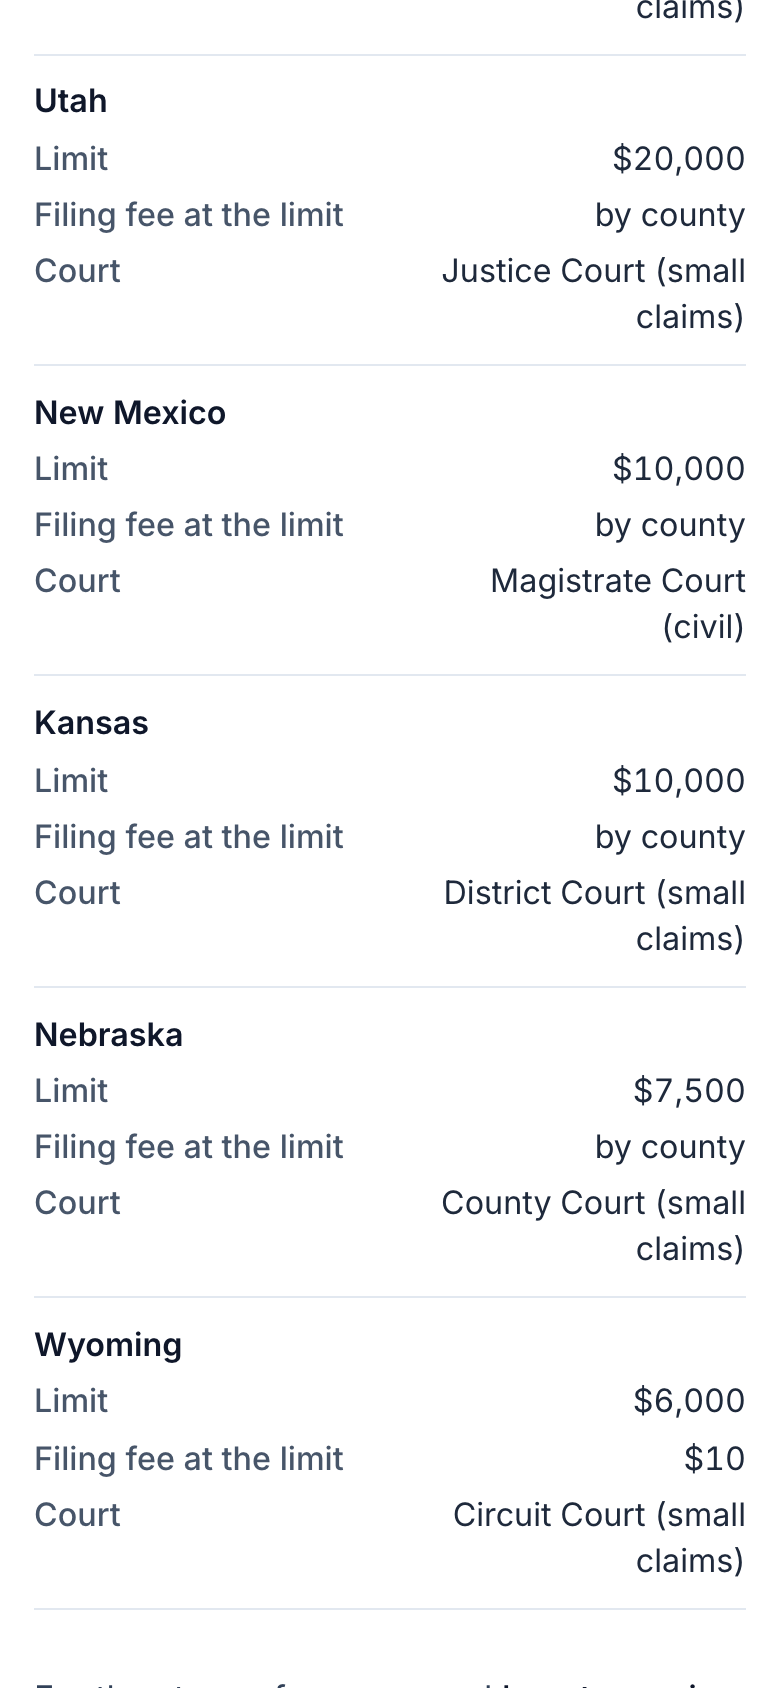 claims)
Utah
Limit $20,000
Filing fee at the limit by county
Court Justice Court (small
claims)
New Mexico
Limit $10,000
Filing fee at the limit by county
Court Magistrate Court
(civil)
Kansas
Limit $10,000
Filing fee at the limit by county
Court District Court (small
claims)
Nebraska
Limit $7,500
Filing fee at the limit by county
Court County Court (small
claims)
Wyoming
Limit $6,000
Filing fee at the limit $10
Court Circuit Court (small
claims)